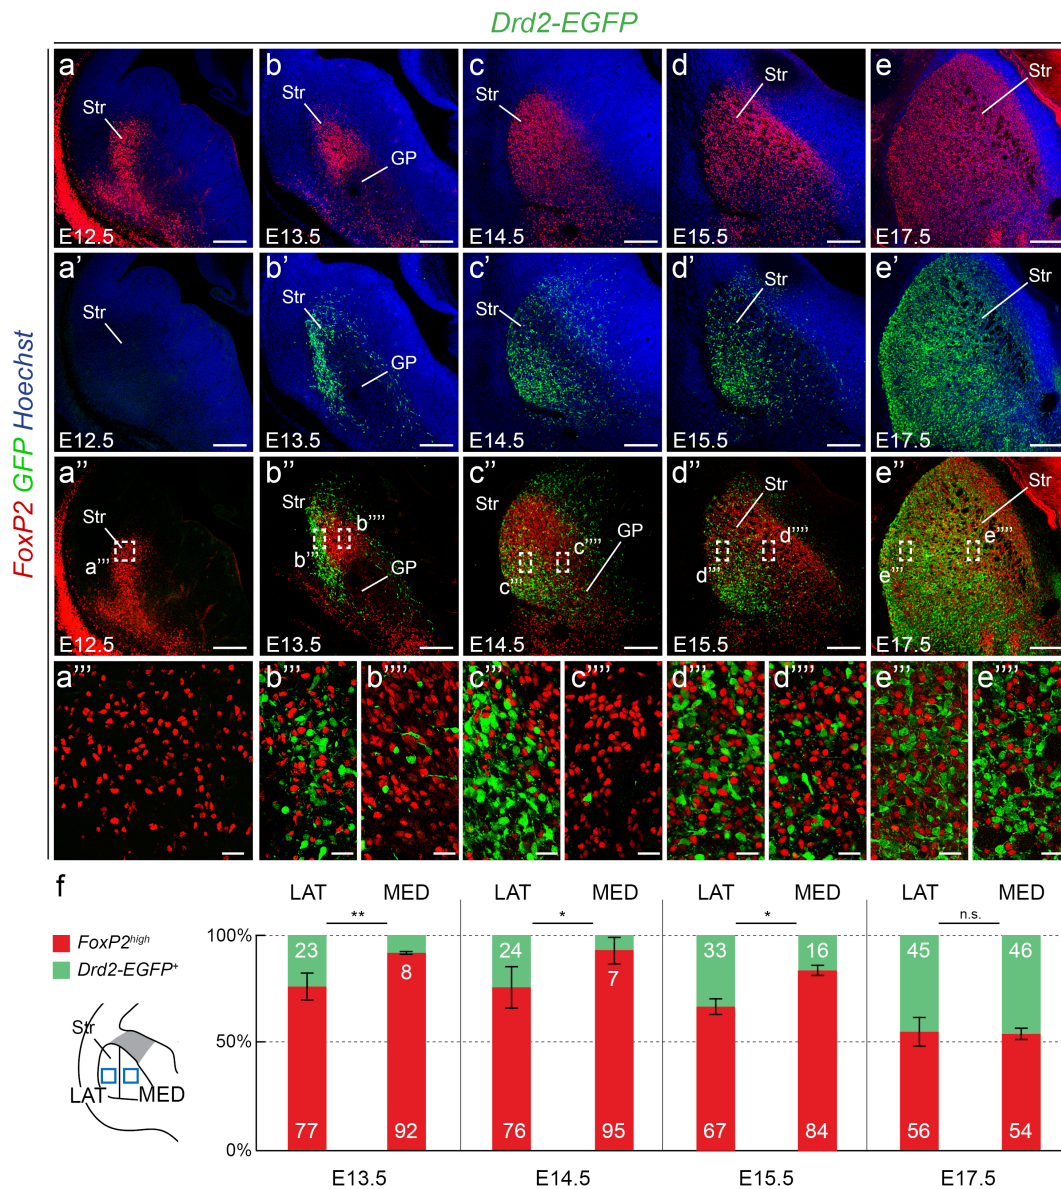 Drd2-EGFP
FoxP2 GFP Hoechst
a
Str
E12.5
b
Str
GP
E13.5
c
Str
E14.5
d
Str
E15.5
e
Str
E17.5
a'
Str
E12.5
b'
Str
GP
E13.5
c'
Str
E14.5
d'
Str
E15.5
e'
Str
E17.5
a''
Str
a'''
E12.5
b''
Str
b''''
b'''
GP
E13.5
c''
Str
c''''
GP
c'''
E14.5
d''
Str
d''''
d'''
E15.5
e''
Str
e''''
e'''
E17.5
a'''
b'''
b''''
c'''
c''''
d'''
d''''
e'''
e''''
f
LAT MED LAT MED LAT MED LAT MED
** * * n.s.
FoxP2high
Drd2-EGFP+
100%
50%
0%
23 8 24 7 33 16 45 46
77 92 76 95 67 84 56 54
Str
LAT MED
E13.5 E14.5 E15.5 E17.5